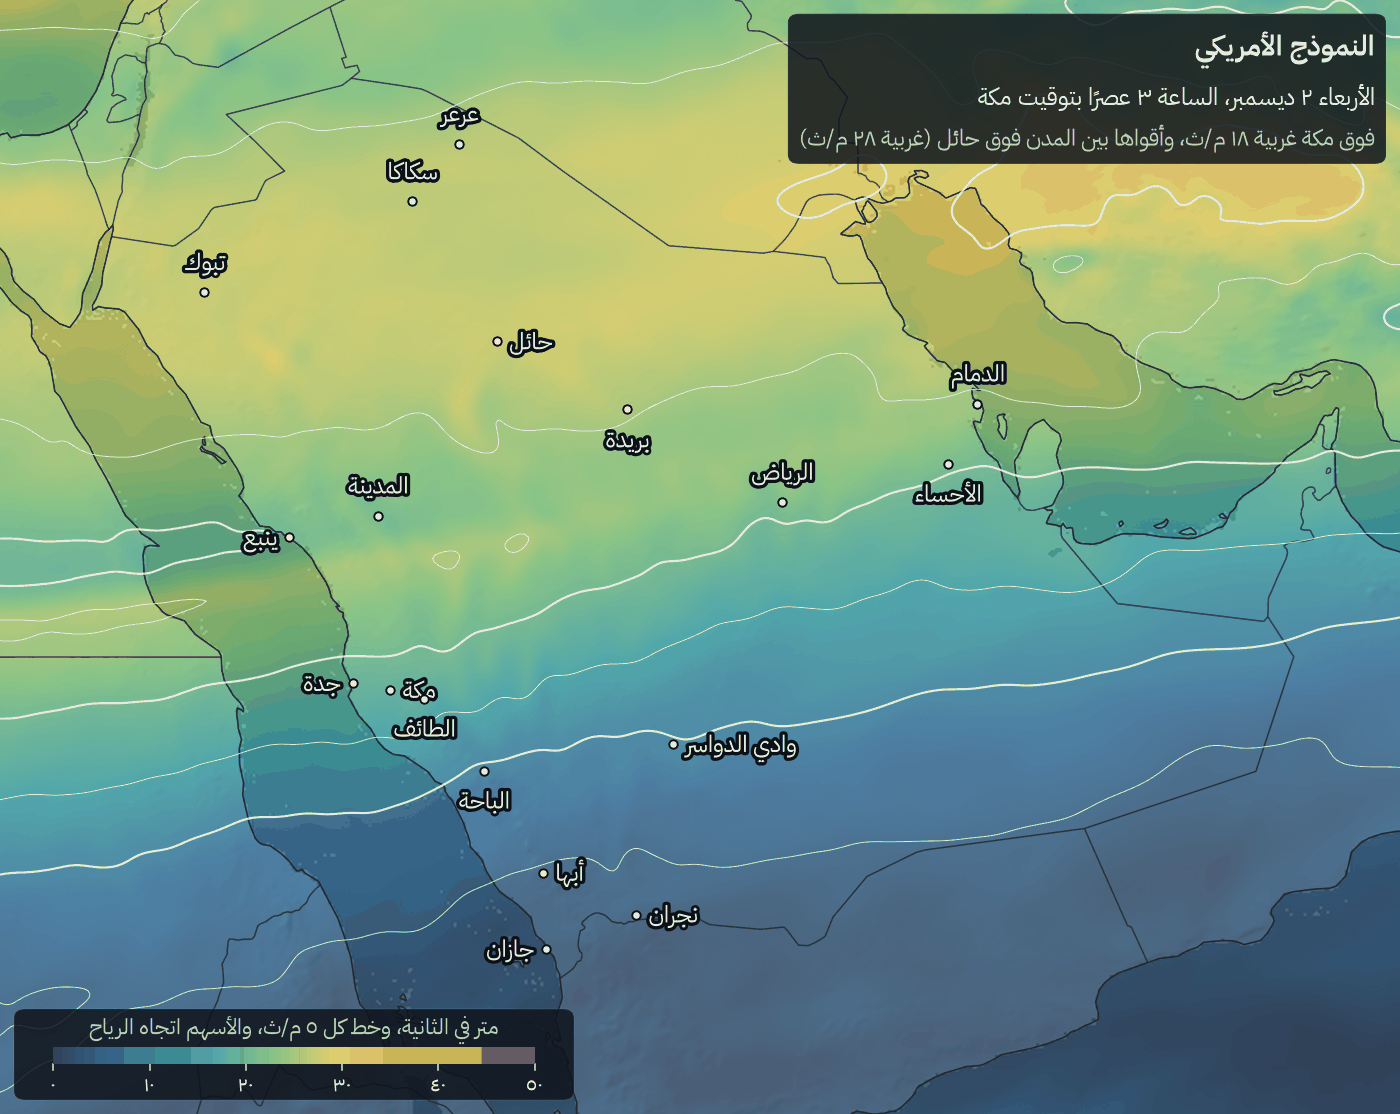 النموذج الأمريكي
الأربعاء ٢ ديسمبر، الساعة ٣ عصرًا بتوقيت مكة
فوق مكة غربية ١٨ م/ث، وأقواها بين المدن فوق حائل (غربية ٢٨ م/ث)
عرعر
سكاكا
تبوك
حائل
الدمام
بريدة
الرياض
المدينة
الأحساء
ينبع
جدة
مكة
الطائف
وادي الدواسر
الباحة
أبها
نجران
جازان
متر في الثانية، وخط كل ٥ م/ث، والأسهم اتجاه الرياح
٠ ١٠ ٢٠ ٣٠ ٤٠ ٥٠